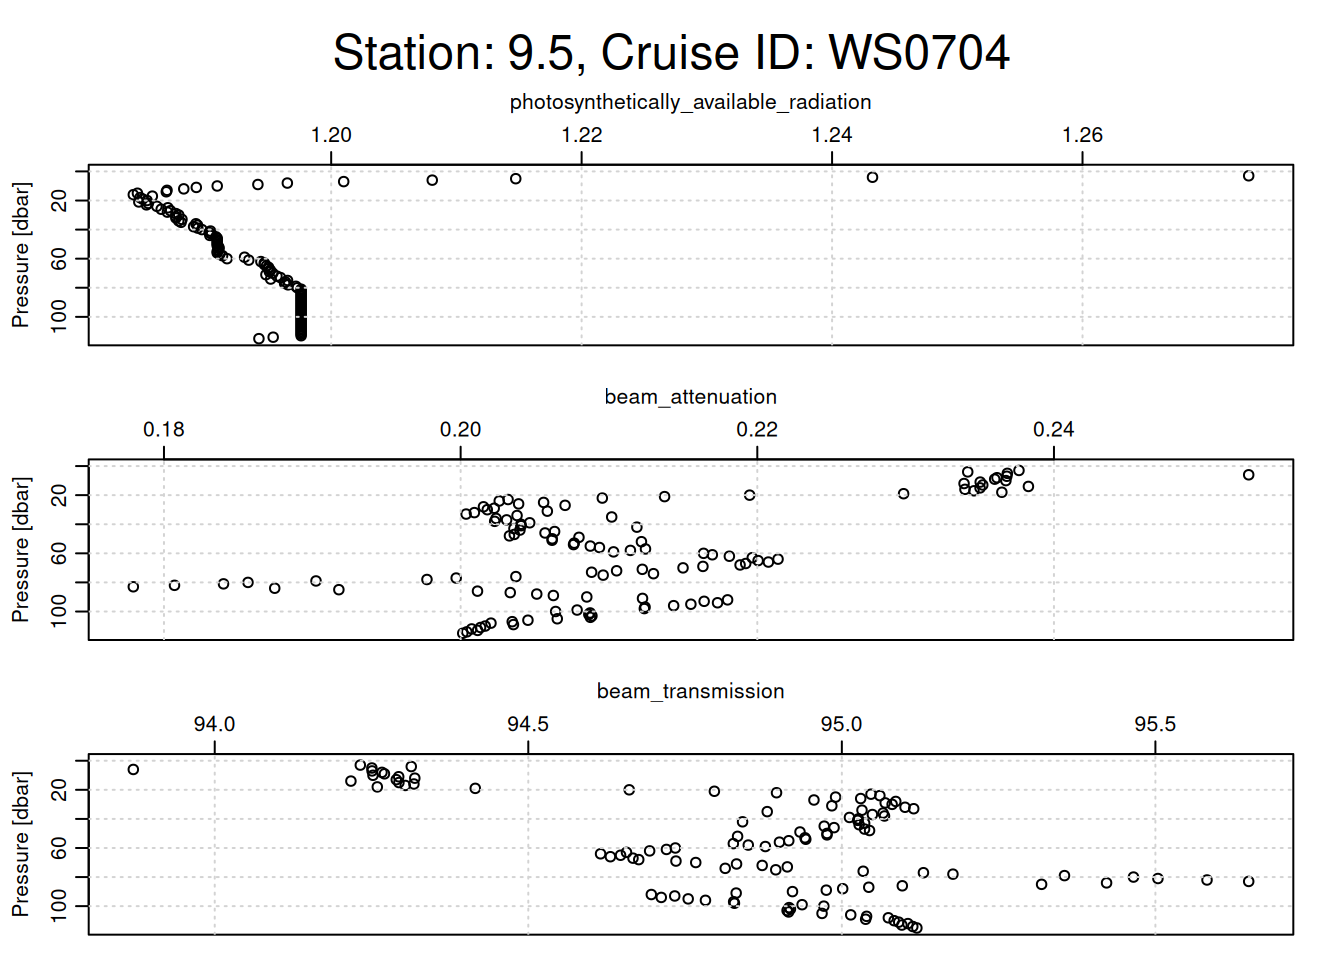 Station: 9.5, Cruise ID: WS0704
photosynthetically_available_radiation
1.20 1.22 1.24 1.26
Pressure [dbar]
20
60
100
beam_attenuation
0.18 0.20 0.22 0.24
Pressure [dbar]
20
60
100
beam_transmission
94.0 94.5 95.0 95.5
Pressure [dbar]
20
60
100